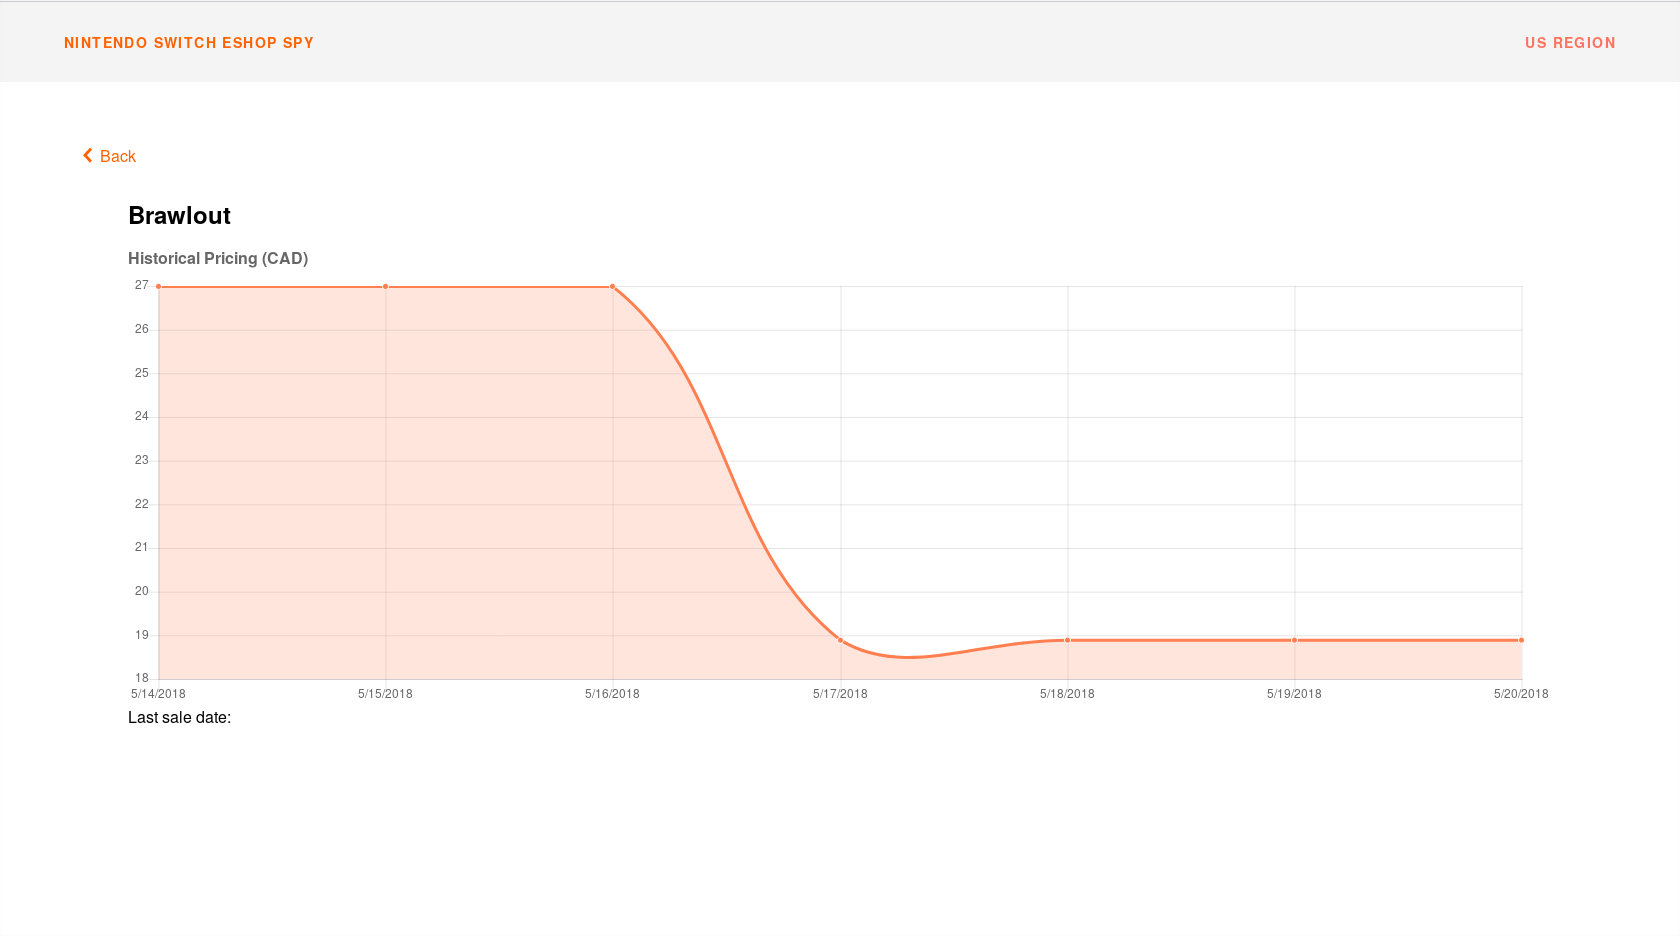 NINTENDO SWITCH ESHOP SPY
US REGION
Back
Brawlout
Historical Pricing (CAD)
27
26
25
24
23
22
21
20
19
18
5/14/2018 5/15/2018 5/16/2018 5/17/2018 5/18/2018 5/19/2018 5/20/2018
Last sale date: